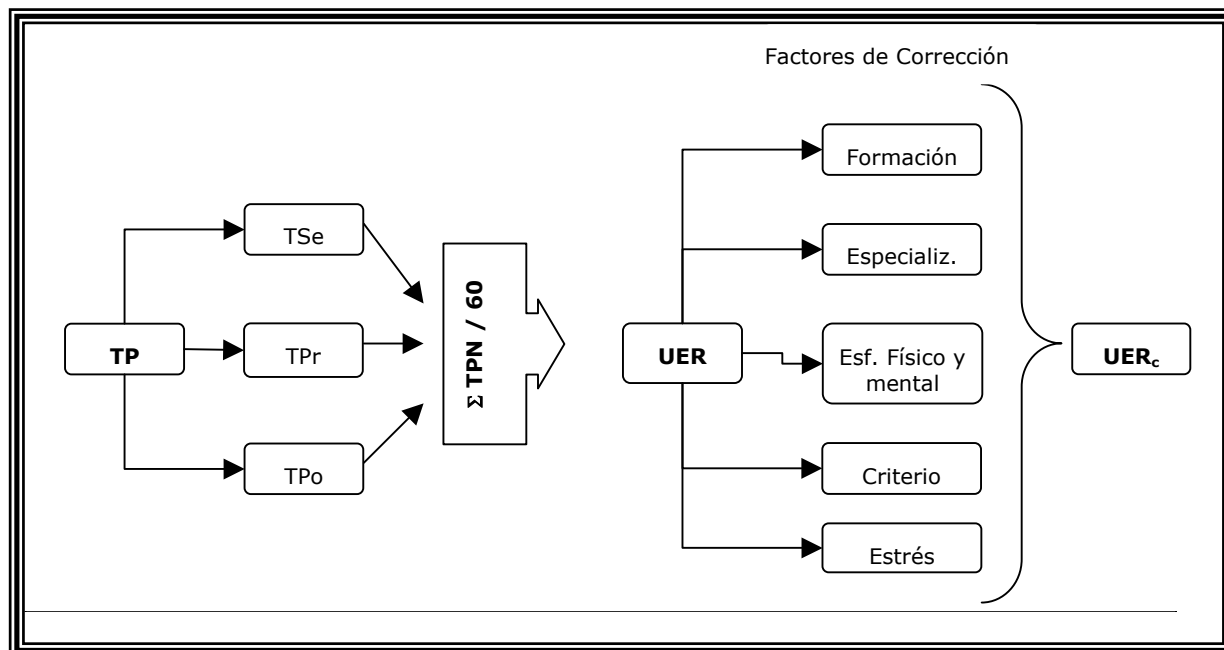 Factores de Corrección
TP
TSe
TPr
TPo
Σ TPN / 60
UER
Formación
Especializ.
Esf. Físico y
mental
Criterio
Estrés
UERc